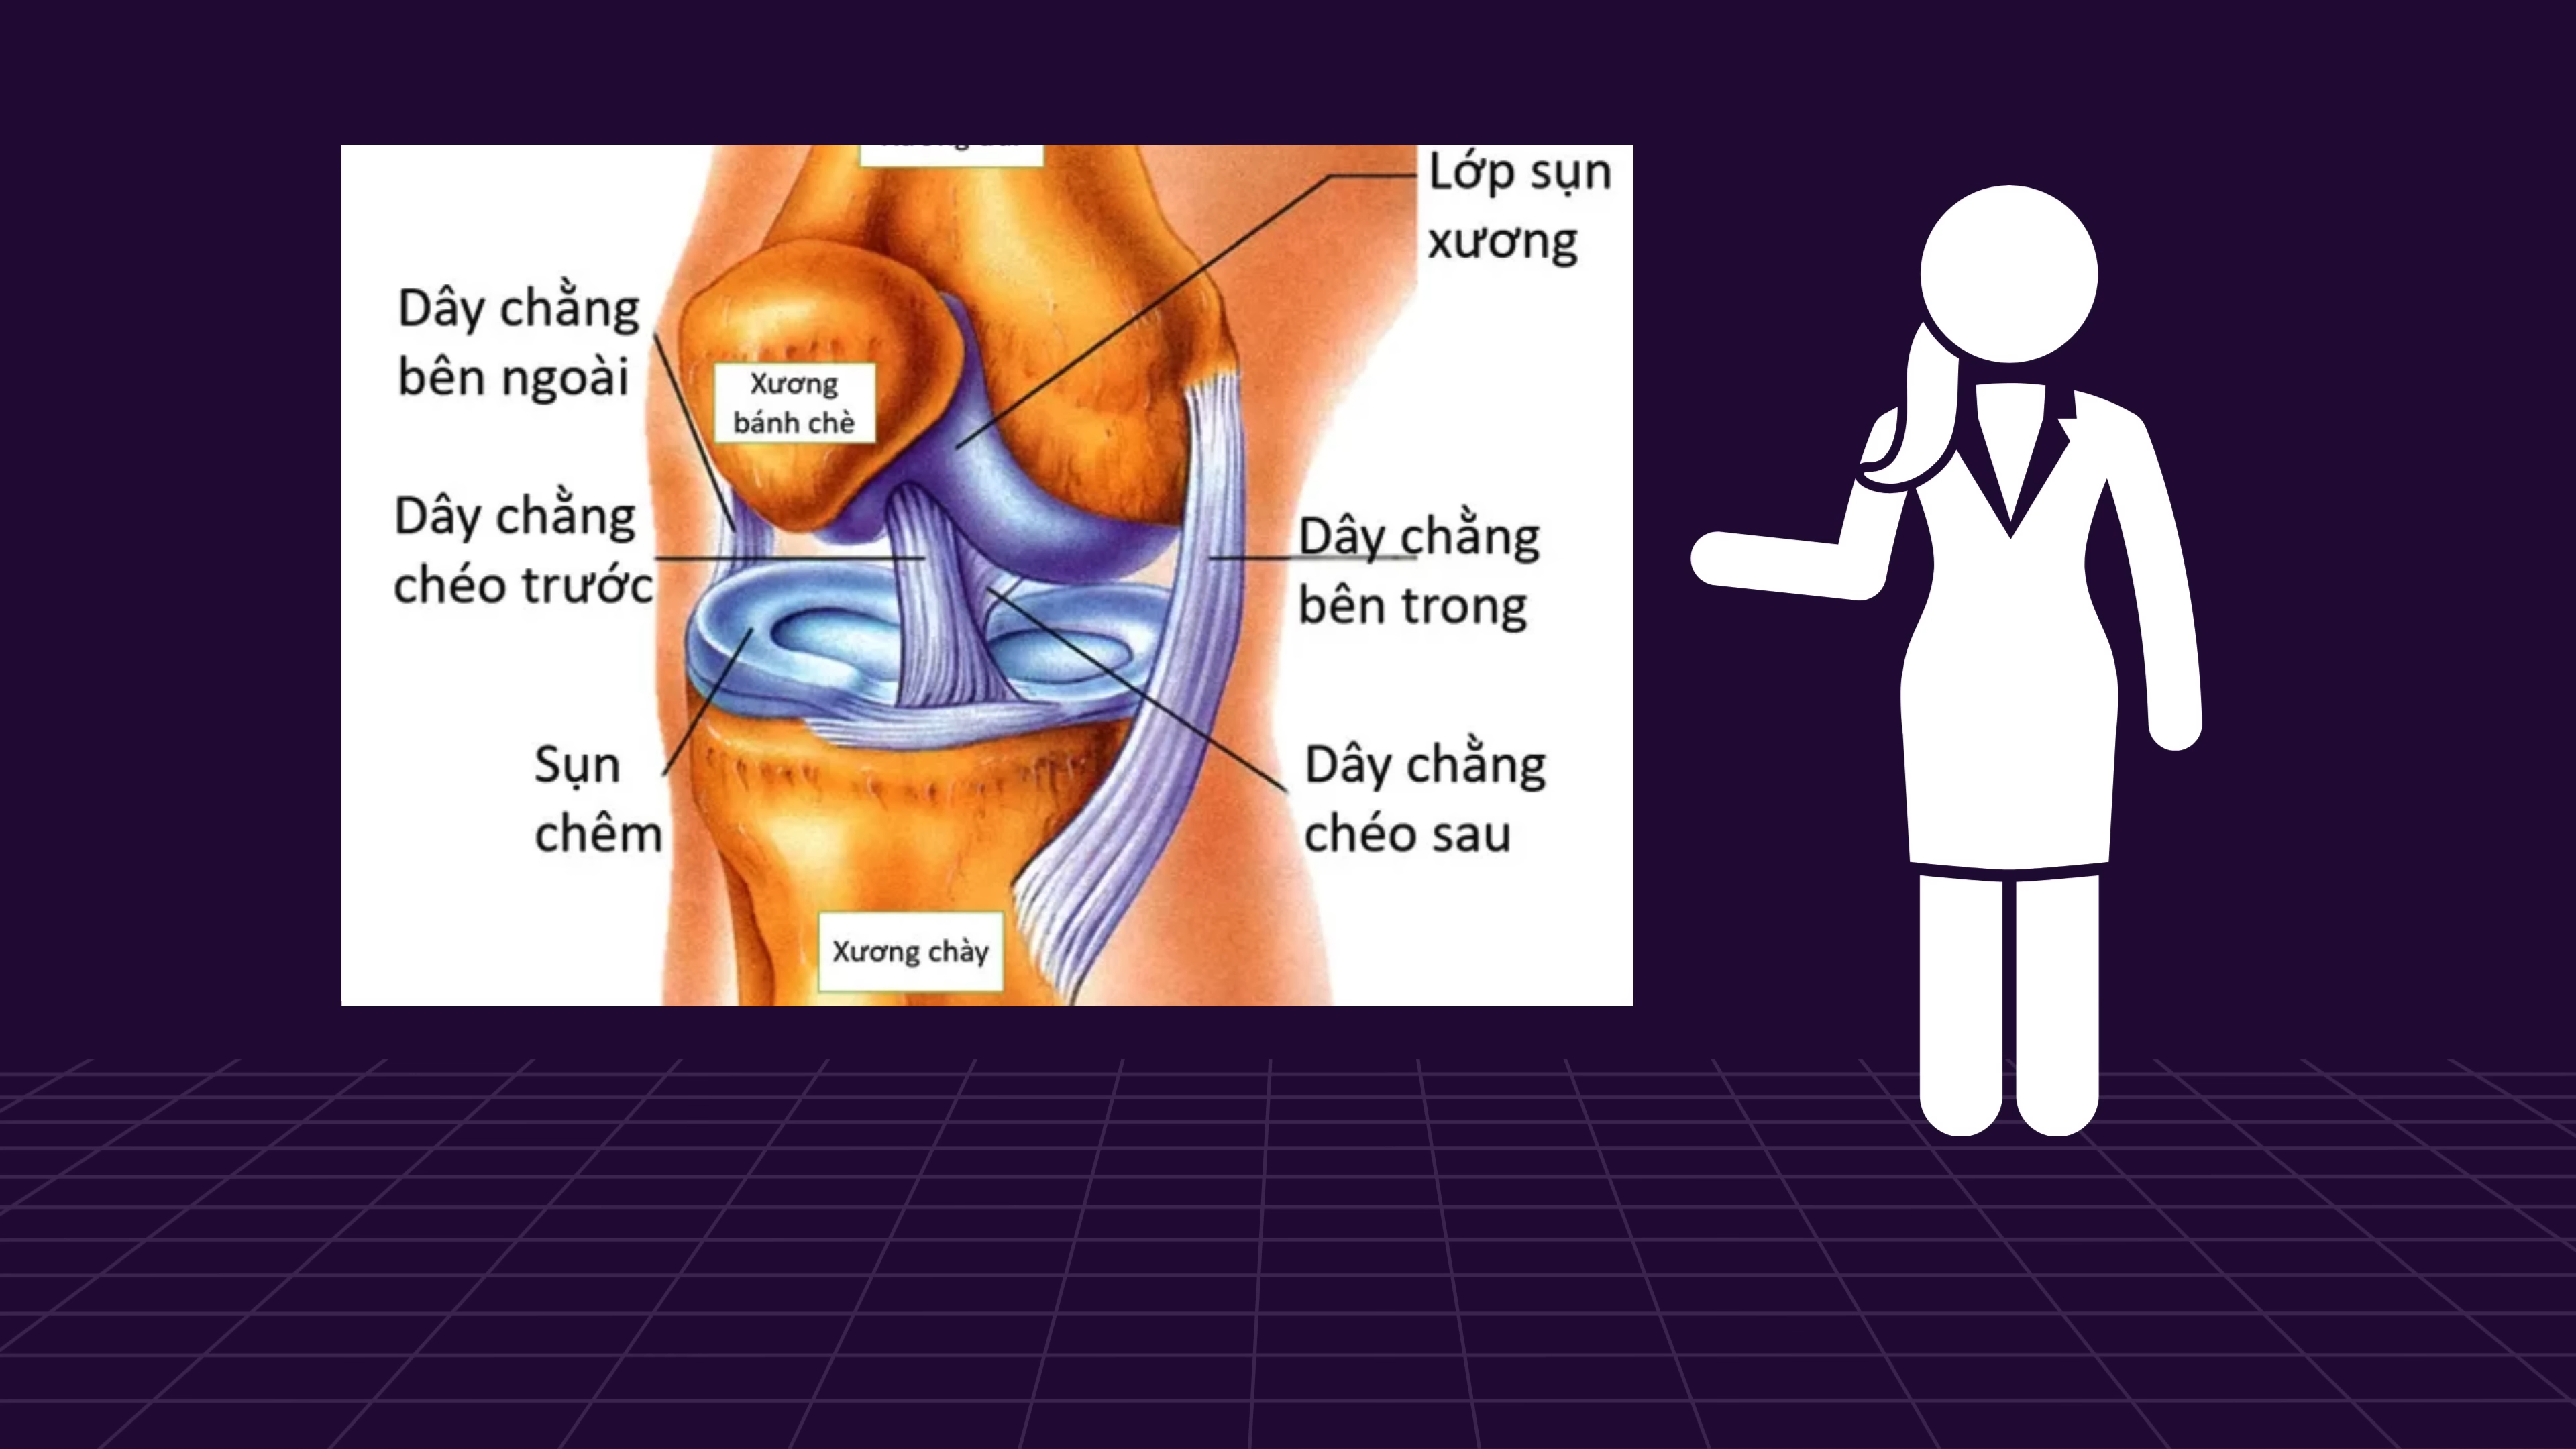 Lớp sụn
xương
Dây chằng
bên ngoài
Xương
bánh chè
Dây chằng
chéo trước
Dây chằng
bên trong
Sụn
chêm
Dây chằng
chéo sau
Xương chày